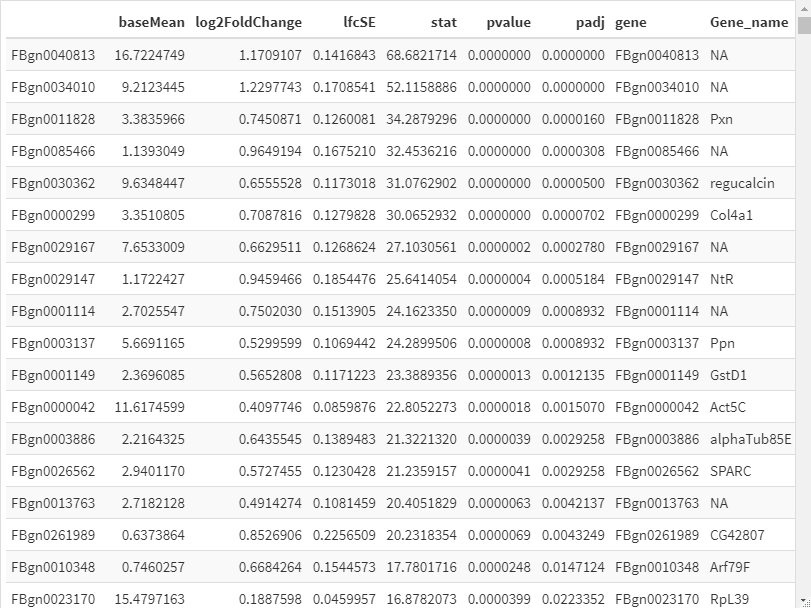 baseMean log2FoldChange lfcSE stat pvalue padj gene Gene_name
FBgn0040813 16.7224749 1.1709107 0.1416843 68.6821714 0.0000000 0.0000000 FBgn0040813 NA
FBgn0034010 9.2123445 1.2297743 0.1708541 52.1158886 0.0000000 0.0000000 FBgn0034010 NA
FBgn0011828 3.3835966 0.7450871 0.1260081 34.2879296 0.0000000 0.0000160 FBgn0011828 Pxn
FBgn0085466 1.1393049 0.9649194 0.1675210 32.4536216 0.0000000 0.0000308 FBgn0085466 NA
FBgn0030362 9.6348447 0.6555528 0.1173018 31.0762902 0.0000000 0.0000500 FBgn0030362 regucalcin
FBgn0000299 3.3510805 0.7087816 0.1279828 30.0652932 0.0000000 0.0000702 FBgn0000299 Col4a1
FBgn0029167 7.6533009 0.6629511 0.1268624 27.1030561 0.0000002 0.0002780 FBgn0029167 NA
FBgn0029147 1.1722427 0.9459466 0.1854476 25.6414054 0.0000004 0.0005184 FBgn0029147 NtR
FBgn0001114 2.7025547 0.7502030 0.1513905 24.1623350 0.0000009 0.0008932 FBgn0001114 NA
FBgn0003137 5.6691165 0.5299599 0.1069442 24.2899506 0.0000008 0.0008932 FBgn0003137 Ppn
FBgn0001149 2.3696085 0.5652808 0.1171223 23.3889356 0.0000013 0.0012135 FBgn0001149 GstD1
FBgn0000042 11.6174599 0.4097746 0.0859876 22.8052273 0.0000018 0.0015070 FBgn0000042 Act5C
FBgn0003886 2.2164325 0.6435545 0.1389483 21.3221320 0.0000039 0.0029258 FBgn0003886 alphaTub85E
FBgn0026562 2.9401170 0.5727455 0.1230428 21.2359157 0.0000041 0.0029258 FBgn0026562 SPARC
FBgn0013763 2.7182128 0.4914274 0.1081459 20.4051829 0.0000063 0.0042137 FBgn0013763 NA
FBgn0261989 0.6373864 0.8526906 0.2256509 20.2318354 0.0000069 0.0043249 FBgn0261989 CG42807
FBgn0010348 0.7460257 0.6684264 0.1544573 17.7801716 0.0000248 0.0147124 FBgn0010348 Arf79F
FBgn0023170 15.4797163 0.1887598 0.0459957 16.8782073 0.0000399 0.0223352 FBgn0023170 RpL39